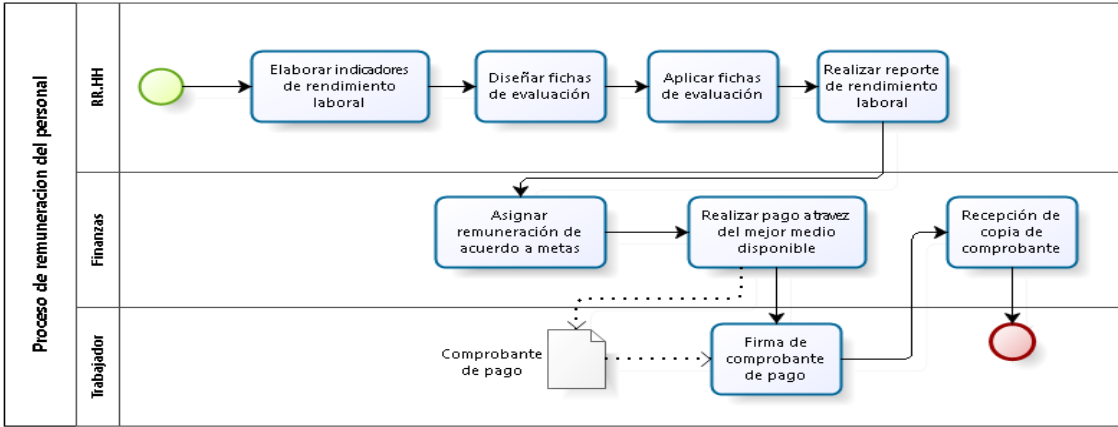 Proceso de remuneracion del personal
RR.HH
Elaborar indicadores
de rendimiento
laboral
Diseñar fichas
de evaluación
Aplicar fichas
de evaluación
Realizar reporte
de rendimiento
laboral
Finanzas
Asignar
remuneración de
acuerdo a metas
Realizar pago atravez
del mejor medio
disponible
Recepción de
copia de
comprobante
Trabajador
Comprobante
de pago
Firma de
comprobante
de pago